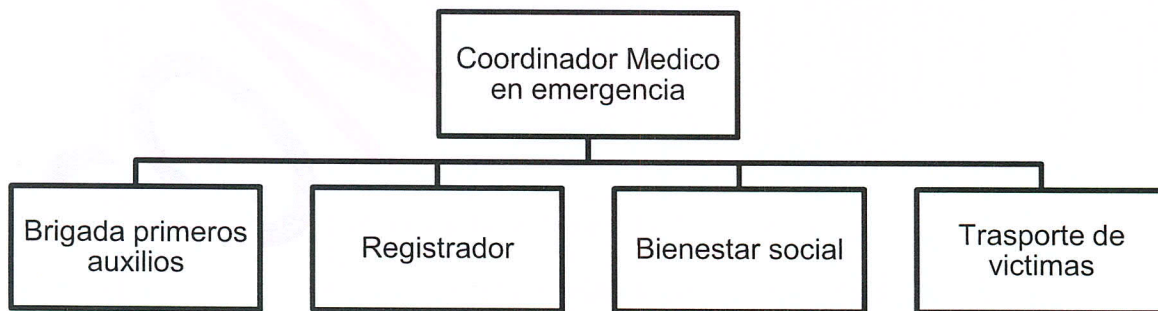 Coordinador Medico
en emergencia
Brigada primeros
auxilios
Registrador
Bienestar social
Trasporte de
victimas